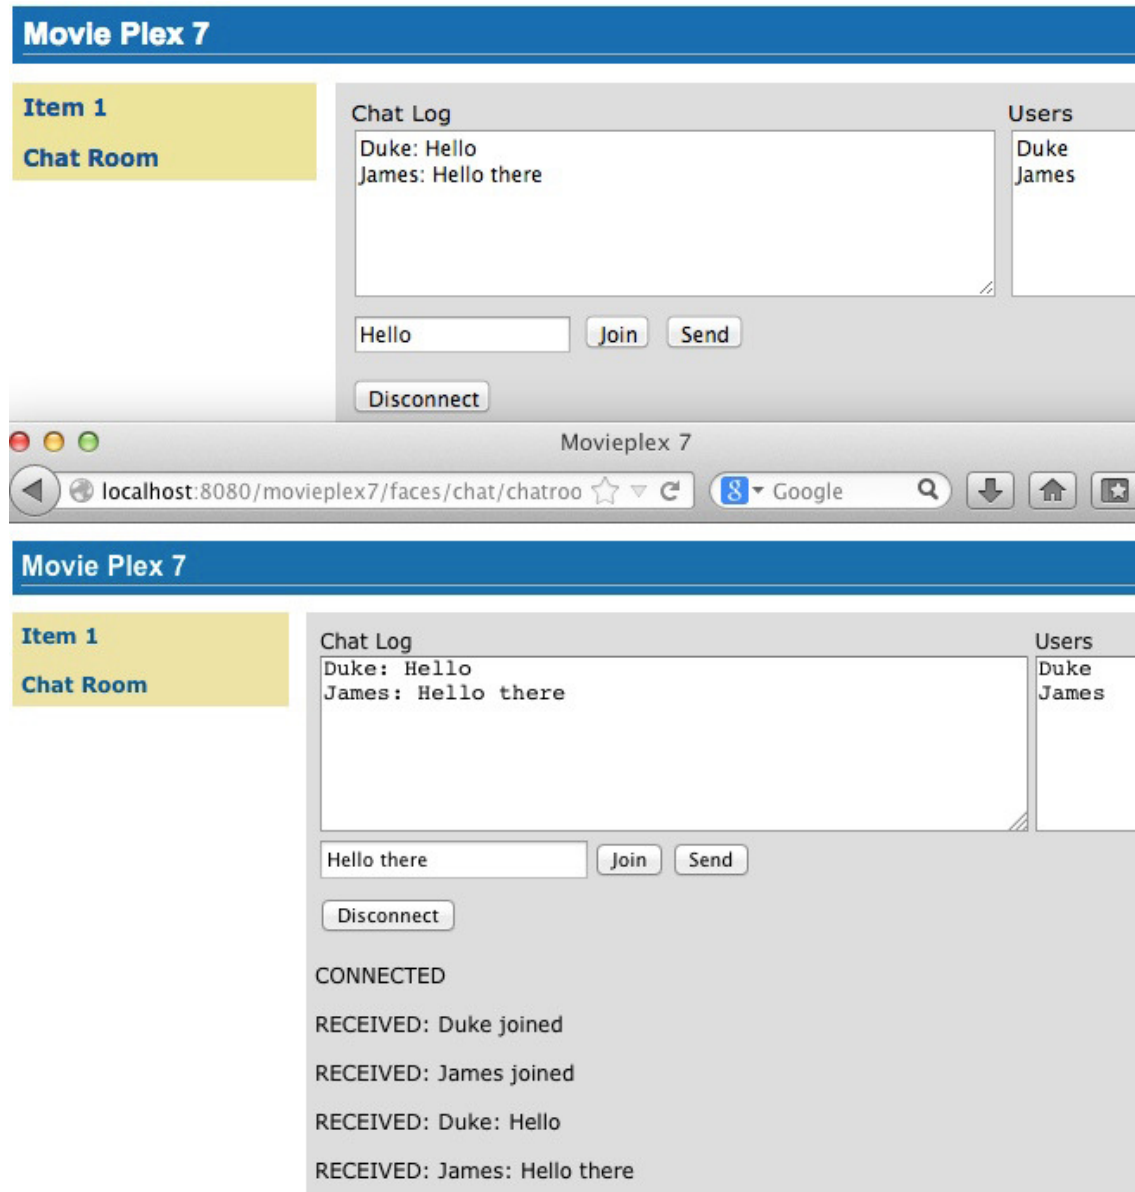 Movie Plex 7
Item 1
Chat Room
Chat Log
Users
Duke: Hello
James: Hello there
Duke
James
Hello
Join
Send
Disconnect
Movieplex 7
localhost:8080/movieplex7/faces/chat/chatroo
8
Google
Movie Plex 7
Item 1
Chat Room
Chat Log
Users
Duke: Hello
James: Hello there
Duke
James
Hello there
Join
Send
Disconnect
CONNECTED
RECEIVED: Duke joined
RECEIVED: James joined
RECEIVED: Duke: Hello
RECEIVED: James: Hello there